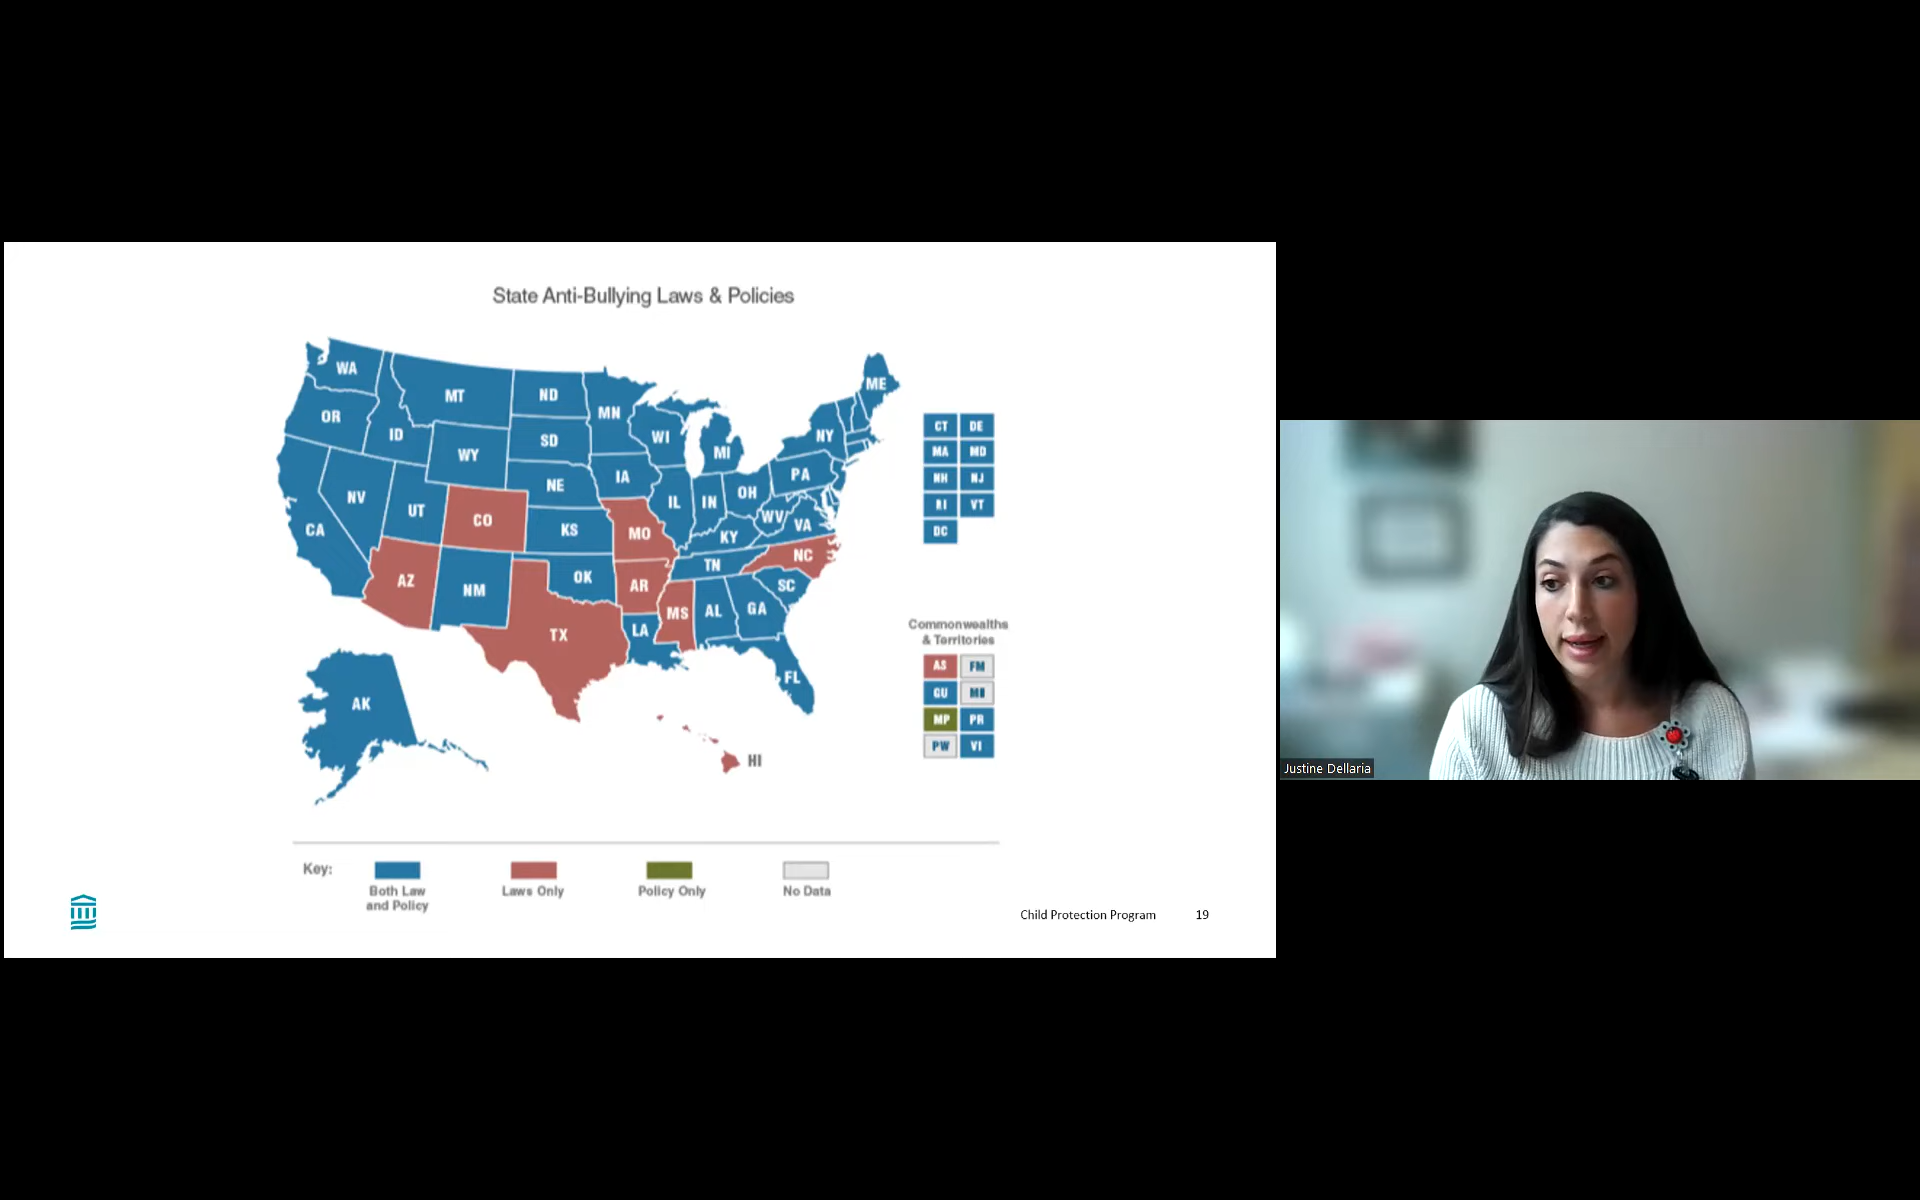 State Anti-Bullying Laws & Policies
WA
MT
ND
MN
ME
OR
ID
WY
SD
WI
MI
NY
CT DE
MA MD
NH NJ
RI VT
DC
NV
UT
CO
NE
IA
IL
IN
OH
PA
CA
KS
MO
KY
WV
VA
AZ
NM
OK
AR
TN
NC
SC
TX
LA
MS
AL
GA
FL
AK
HI
Commonwealths
& Territories
AS FM
GU
MP PR
PW VI
Key:
Both Law
and Policy
Laws Only
Policy Only
No Data
Child Protection Program
19
Justine Dellaria